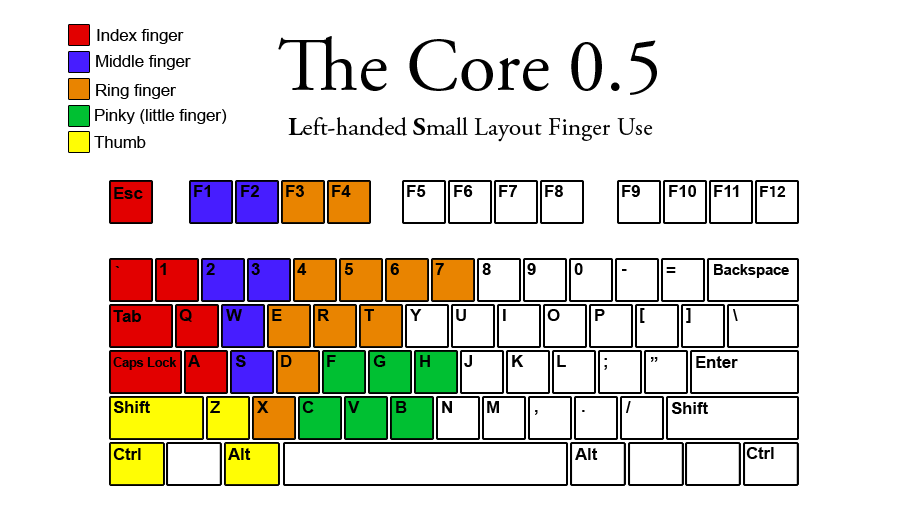 Index finger
Middle finger
Ring finger
Pinky (little finger)
Thumb
The Core 0.5
Left-handed Small Layout Finger Use
Esc F1 F2 F3 F4 F5 F6 F7 F8 F9 F10 F11 F12
` 1 2 3 4 5 6 7 8 9 0 - = Backspace
Tab Q W E R T Y U I O P [ ] \
Caps Lock A S D F G H J K L ; ” Enter
Shift Z X C V B N M , . / Shift
Ctrl Alt Alt Ctrl